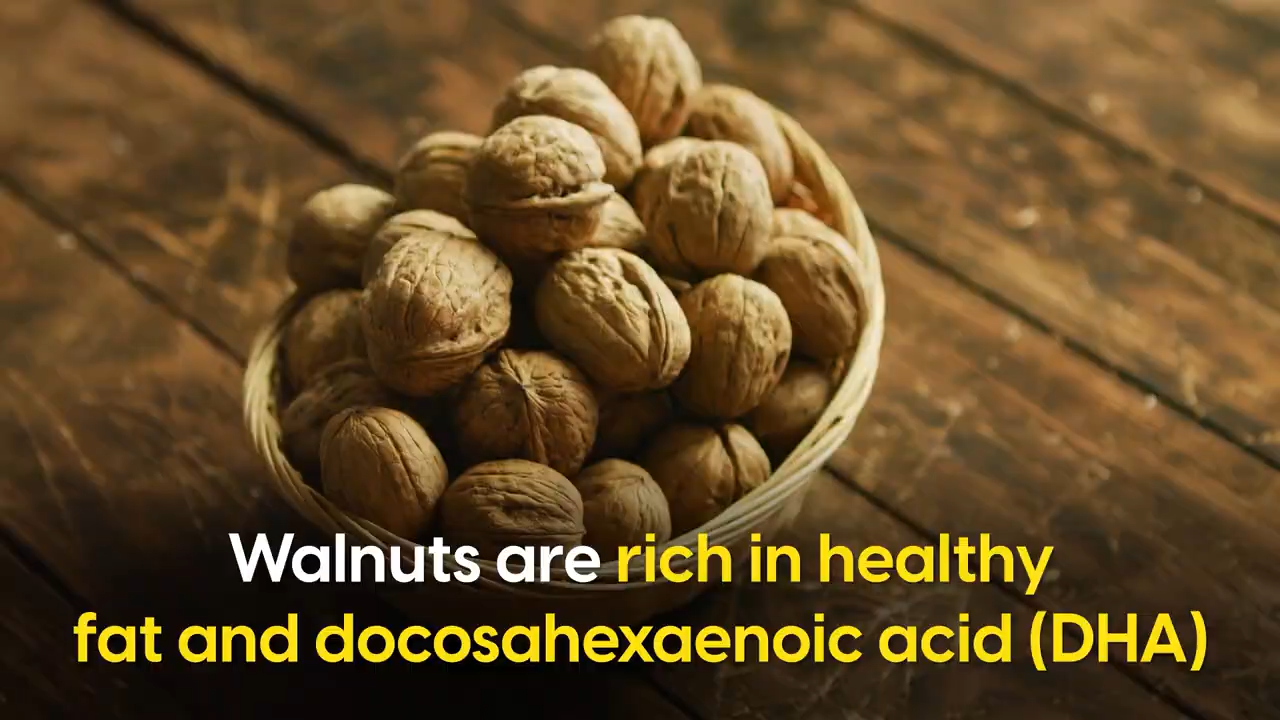 Walnuts are rich in healthy
fat and docosahexaenoic acid (DHA)